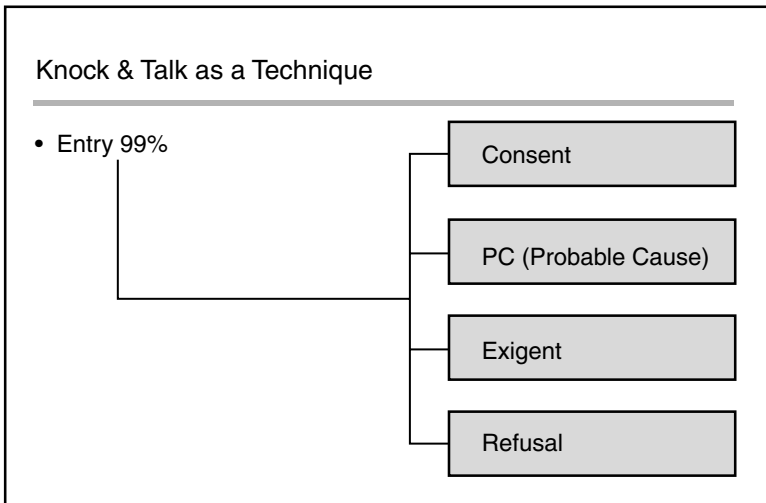 Knock & Talk as a Technique
• Entry 99%
Consent
PC (Probable Cause)
Exigent
Refusal